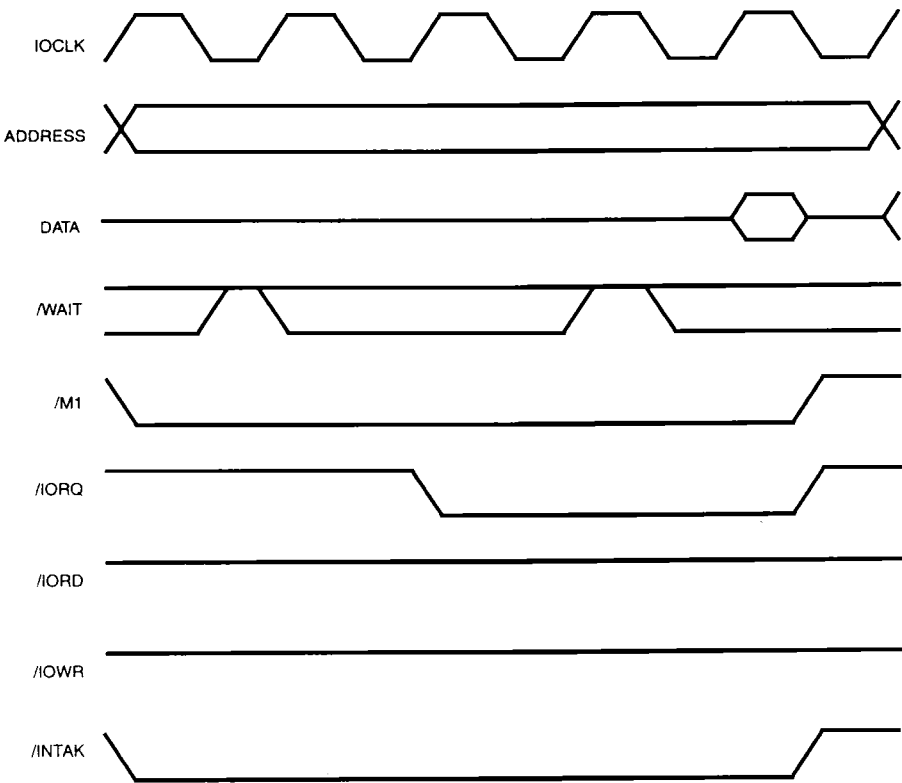 IOCLK
ADDRESS
DATA
/WAIT
/M1
/IORQ
/IORD
/IOWR
/INTAK